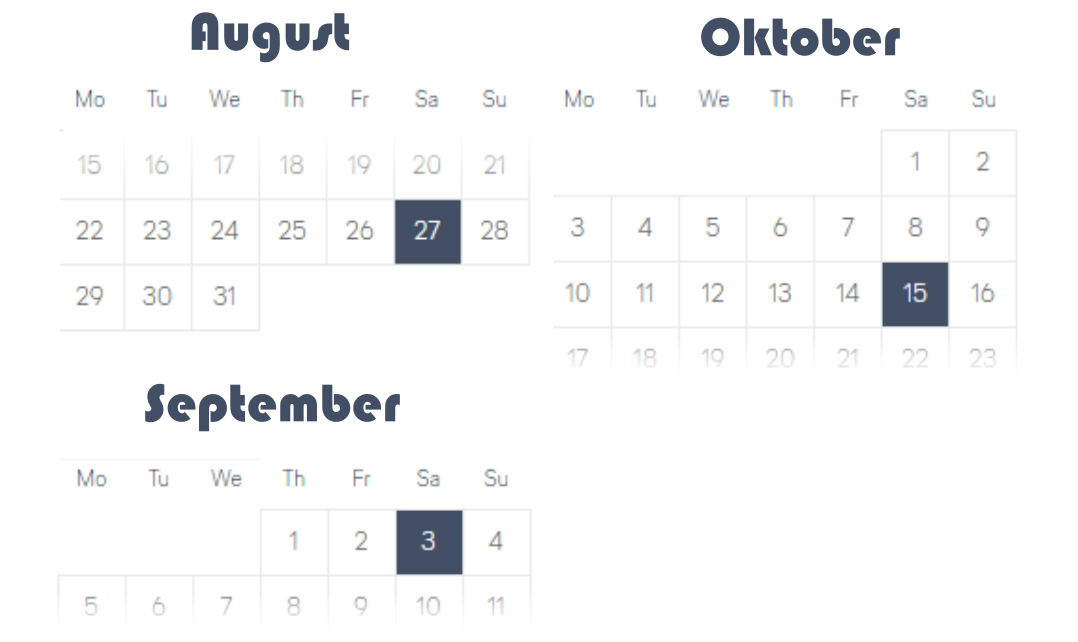 August
Mo Tu We Th Fr Sa Su
15 16 17 18 19 20 21
22 23 24 25 26 27 28
29 30 31
September
Mo Tu We Th Fr Sa Su
1 2 3 4
5 6 7 8 9 10 11
Oktober
Mo Tu We Th Fr Sa Su
1 2
3 4 5 6 7 8 9
10 11 12 13 14 15 16
17 18 19 20 21 22 23